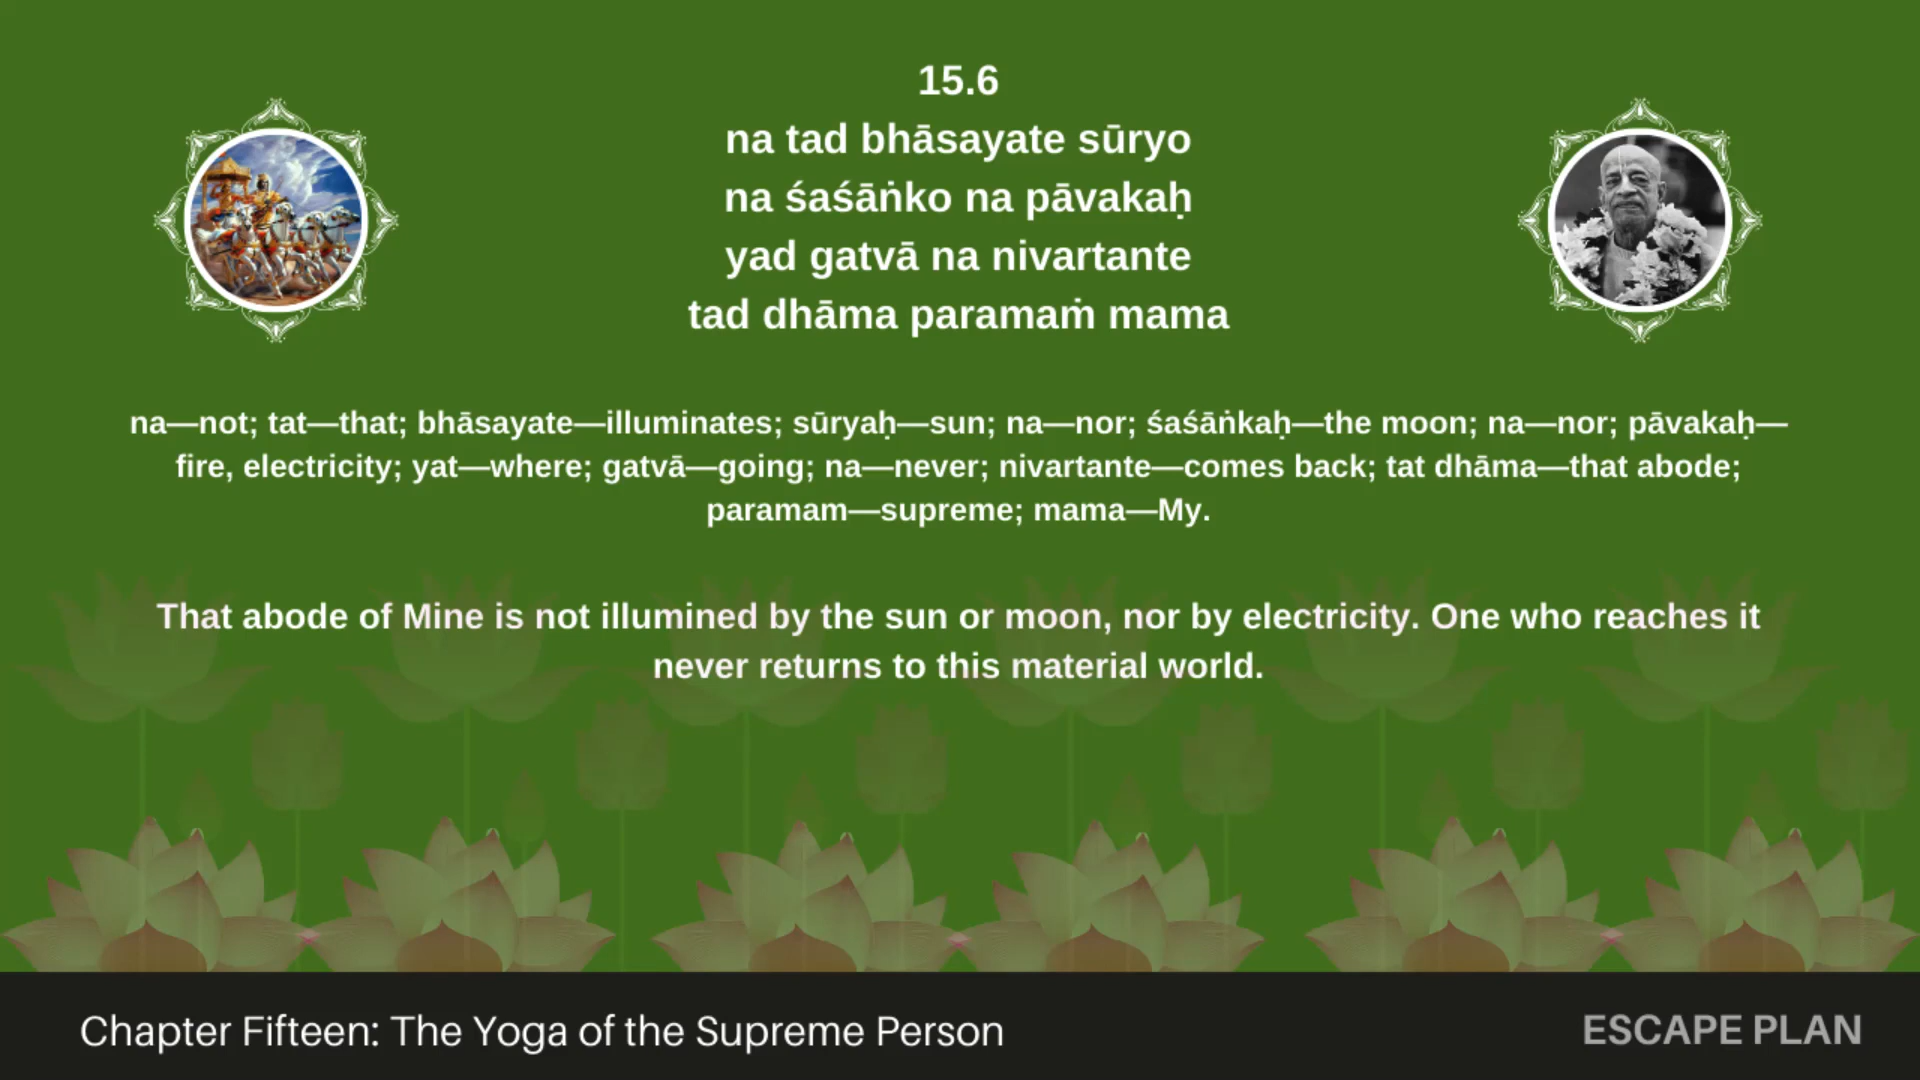 15.6
na tad bhāsayate sūryo
na śaśāṅko na pāvakaḥ
yad gatvā na nivartante
tad dhāma paramaṁ mama
na—not; tat—that; bhāsayate—illuminates; sūryaḥ—sun; na—nor; śaśāṅkaḥ—the moon; na—nor; pāvakaḥ—
fire, electricity; yat—where; gatvā—going; na—never; nivartante—comes back; tat dhāma—that abode;
paramam—supreme; mama—My.
That abode of Mine is not illumined by the sun or moon, nor by electricity. One who reaches it
never returns to this material world.
Chapter Fifteen: The Yoga of the Supreme Person
ESCAPE PLAN